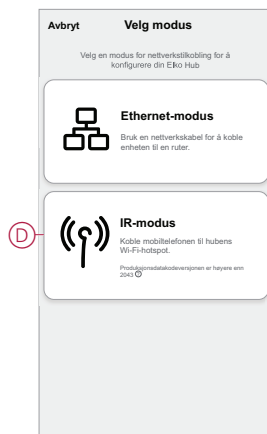 Avbryt Velg modus
Velg en modus for nettverkstilkobling for å
konfigurere din Elko Hub
Ethernet-modus
Bruk en nettverkskabel for å koble
enheten til en ruter.
D
IR-modus
Koble mobiltelefonen til hubens
Wi-Fi-hotspot.
Produksjonsdatakodeversjonen er høyere enn
2043 ?